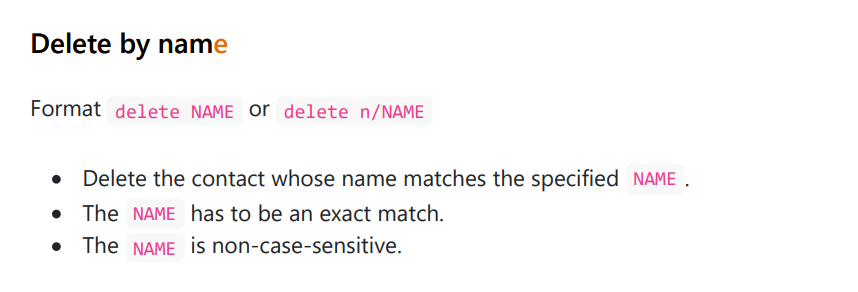 Delete by name
Format delete NAME or delete n/NAME
• Delete the contact whose name matches the specified NAME.
• The NAME has to be an exact match.
• The NAME is non-case-sensitive.